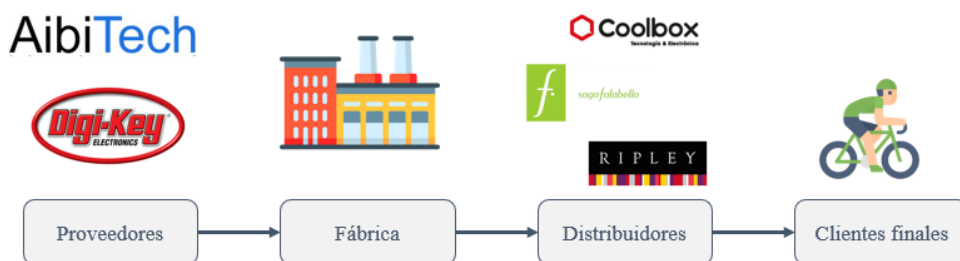 AibiTech
Digi-Key
ELECTRONICS
Coolbox
Tecnología & Electrónica
f.
saga falabella
RIPLEY
Proveedores
Fábrica
Distribuidores
Clientes finales